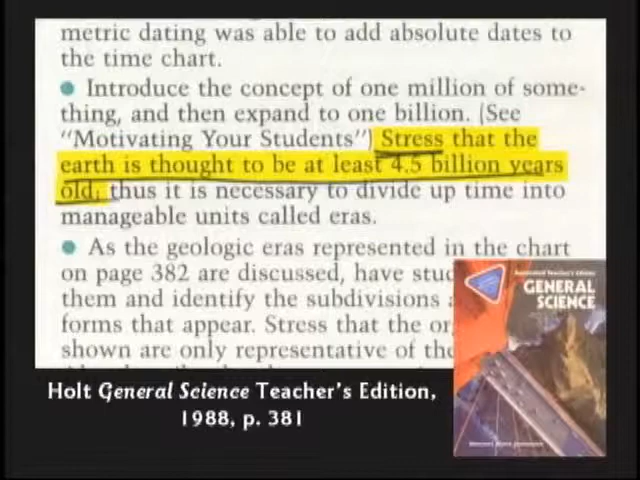 metric dating was able to add absolute dates to
the time chart.
Introduce the concept of one million of some-
thing, and then expand to one billion. (See
"Motivating Your Students") Stress that the
earth is thought to be at least 4.5 billion years
old, thus it is necessary to divide up time into
manageable units called eras.
As the geologic eras represented in the chart
on page 382 are discussed, have
them and identify the subdivisions
forms that appear. Stress that the
shown are only representative of the
Annotated Teacher's Edition
GENERAL
SCIENCE
Holt General Science Teacher's Edition,
1988, p. 381